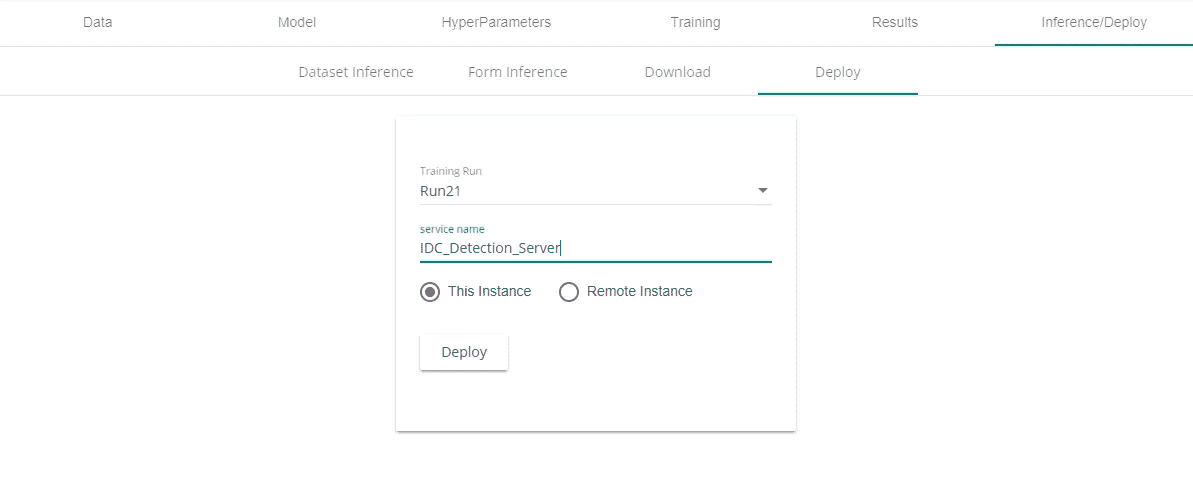 Data Model HyperParameters Training Results Inference/Deploy
Dataset Inference Form Inference Download Deploy
Training Run
Run21
service name
IDC_Detection_Server
This Instance Remote Instance
Deploy